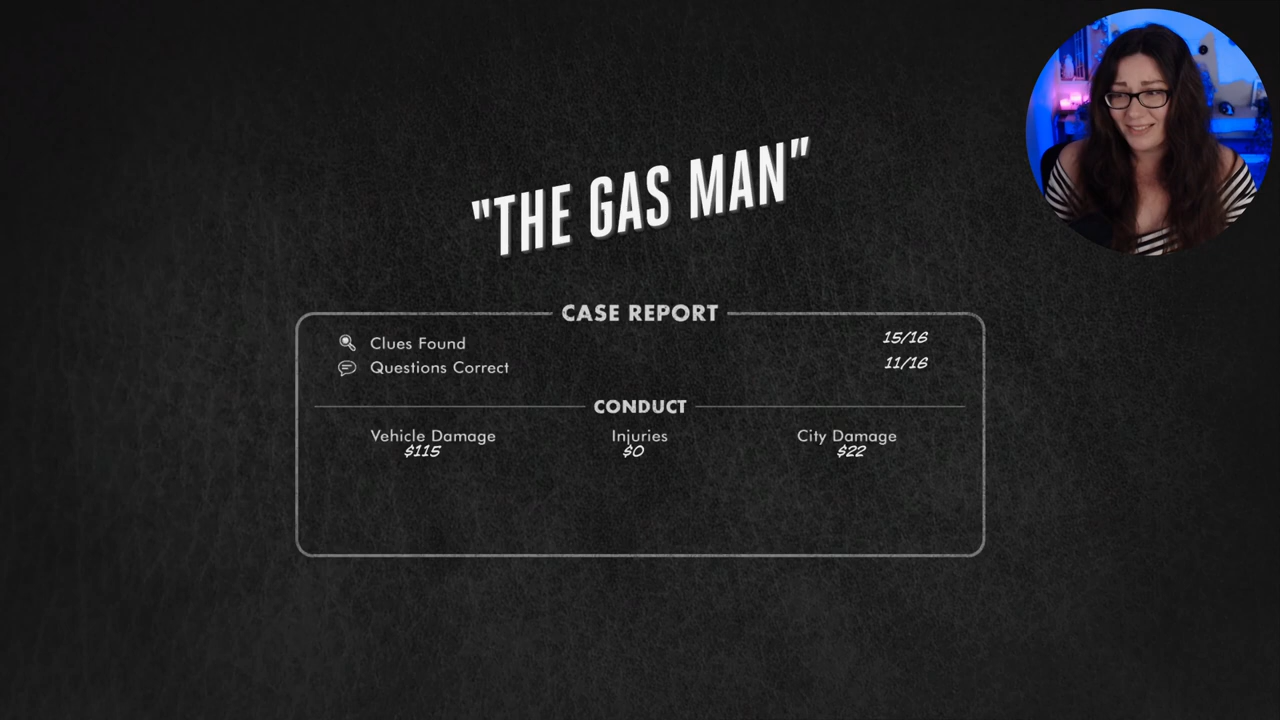 "THE GAS MAN"
CASE REPORT
Clues Found 15/16
Questions Correct 11/16
CONDUCT
Vehicle Damage Injuries City Damage
$115 $0 $22